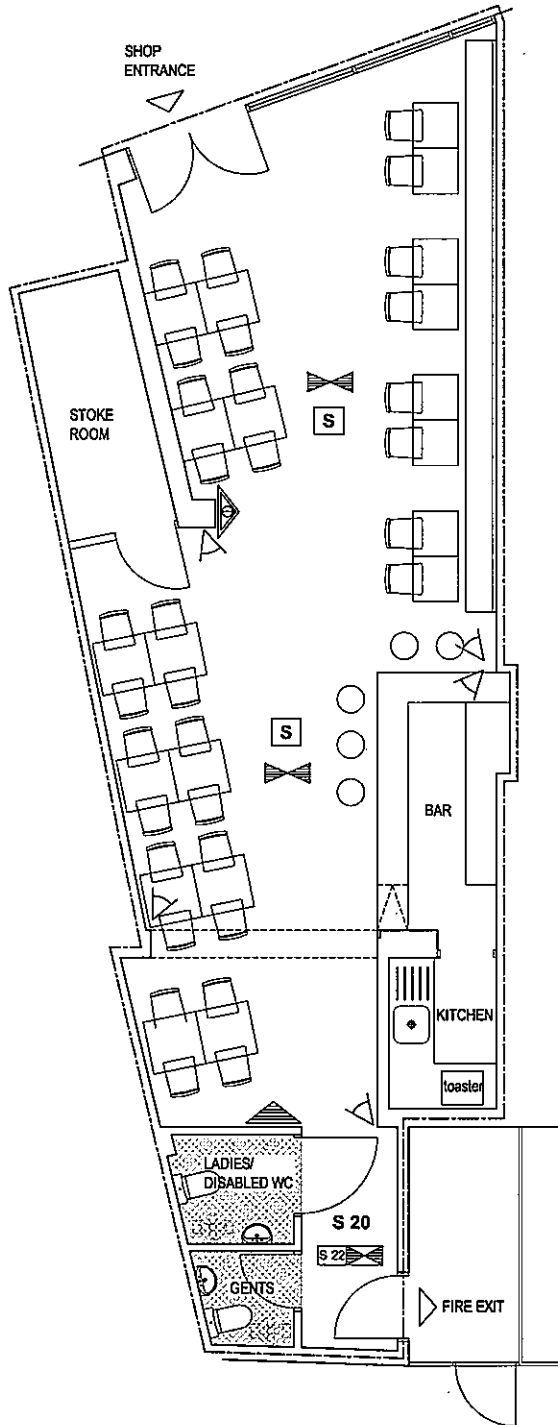 SHOP
ENTRANCE
STOKE
ROOM
S
S
BAR
KITCHEN
toaster
LADIES/
DISABLED WC
S 20
S 22
GENTS
FIRE EXIT